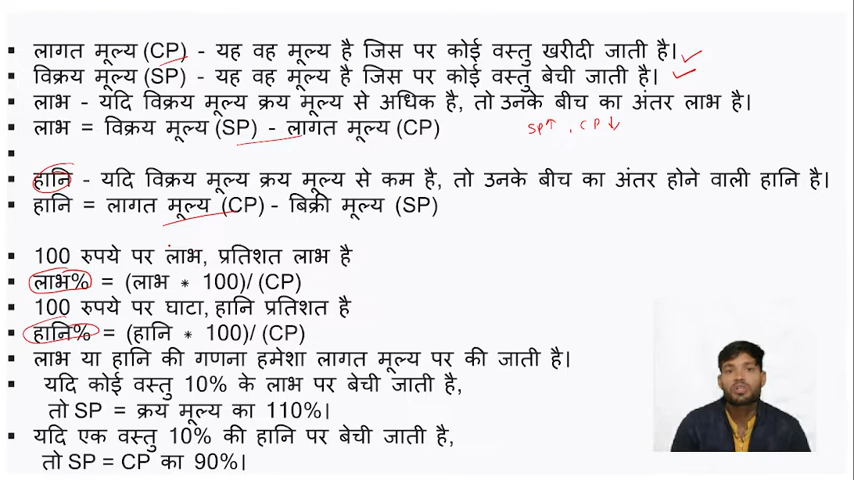 लागत मूल्य (CP) - यह वह मूल्य है जिस पर कोई वस्तु खरीदी जाती है।
विक्रय मूल्य (SP) - यह वह मूल्य है जिस पर कोई वस्तु बेची जाती है।
लाभ - यदि विक्रय मूल्य क्रय मूल्य से अधिक है, तो उनके बीच का अंतर लाभ है।
लाभ = विक्रय मूल्य (SP) - लागत मूल्य (CP)
SP↑, CP↓
हानि - यदि विक्रय मूल्य क्रय मूल्य से कम है, तो उनके बीच का अंतर होने वाली हानि है।
हानि = लागत मूल्य (CP) - बिक्री मूल्य (SP)
100 रुपये पर लाभ, प्रतिशत लाभ है
लाभ% = (लाभ * 100)/ (CP)
100 रुपये पर घाटा, हानि प्रतिशत है
हानि% = (हानि * 100)/ (CP)
लाभ या हानि की गणना हमेशा लागत मूल्य पर की जाती है।
यदि कोई वस्तु 10% के लाभ पर बेची जाती है,
तो SP = क्रय मूल्य का 110%।
यदि एक वस्तु 10% की हानि पर बेची जाती है,
तो SP = CP का 90%।